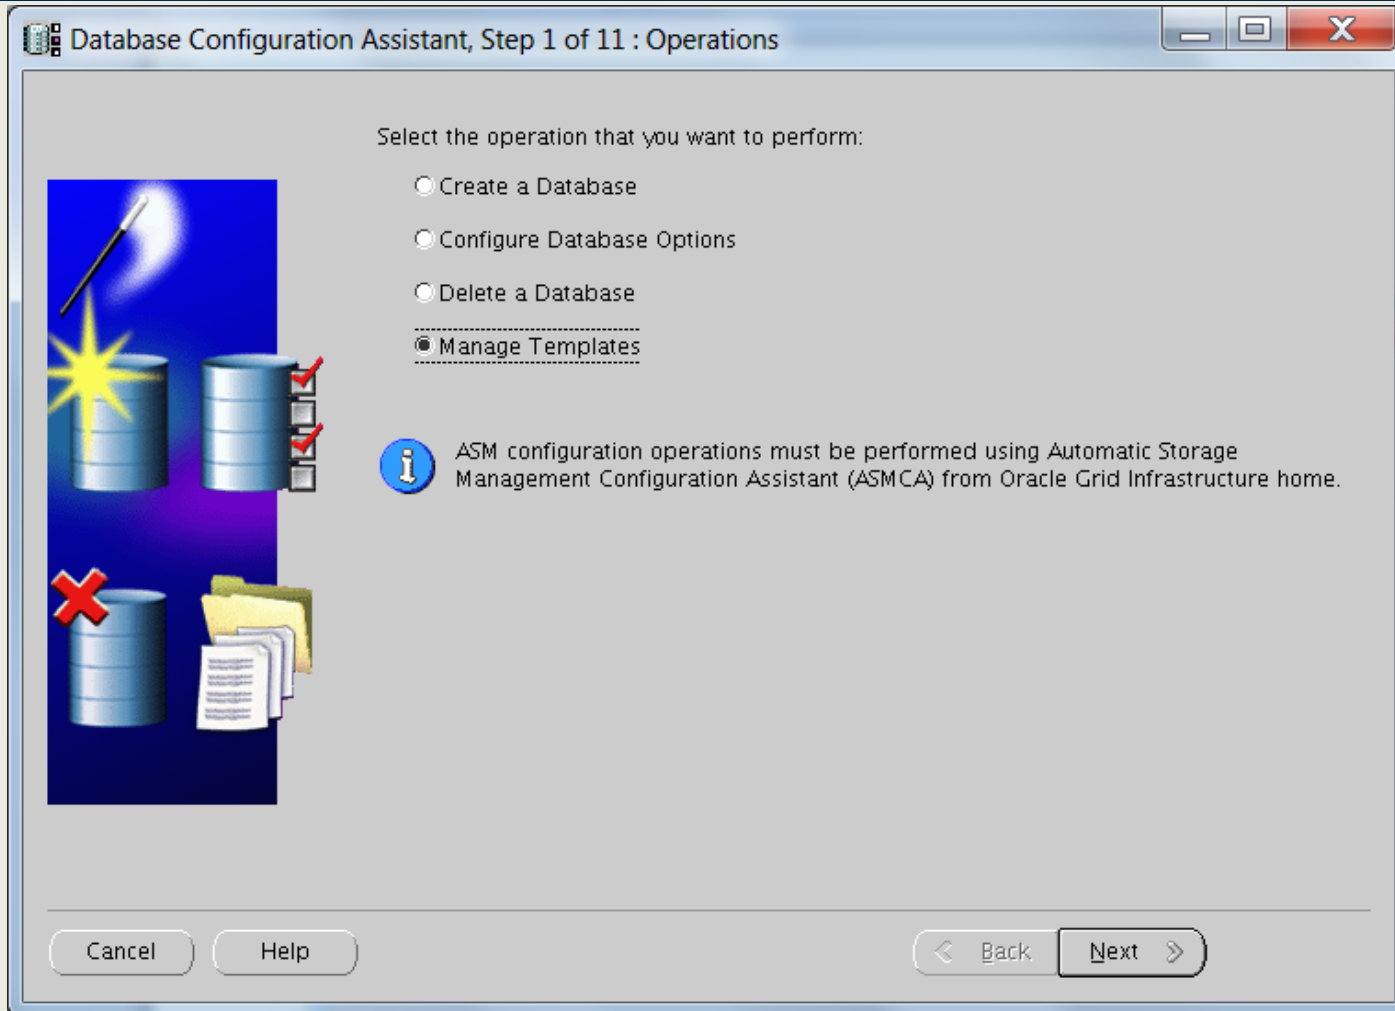 Database Configuration Assistant, Step 1 of 11 : Operations
Select the operation that you want to perform:
Create a Database
Configure Database Options
Delete a Database
Manage Templates
ASM configuration operations must be performed using Automatic Storage
Management Configuration Assistant (ASMCA) from Oracle Grid Infrastructure home.
Cancel
Help
Back
Next